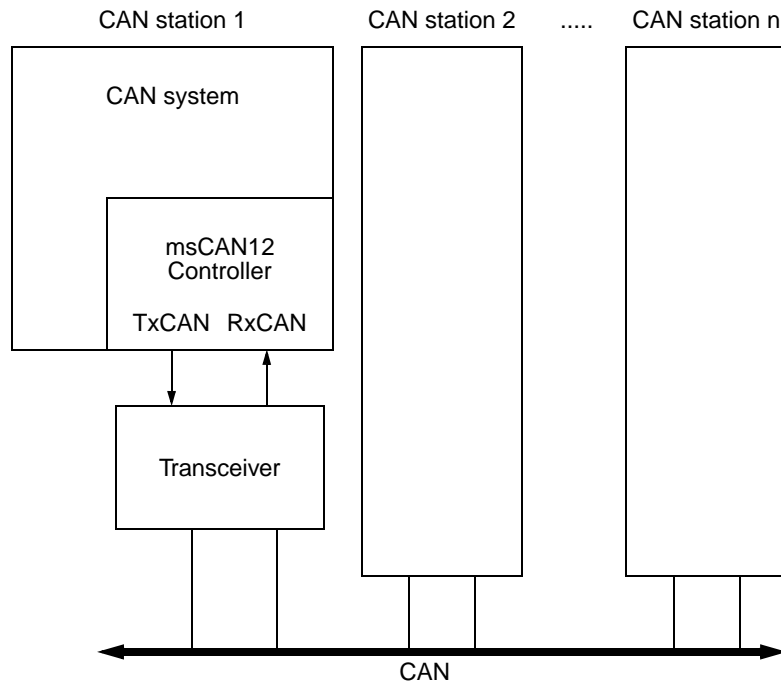 CAN station 1
CAN station 2
.....
CAN station n
CAN system
msCAN12
Controller
TxCAN
RxCAN
Transceiver
CAN